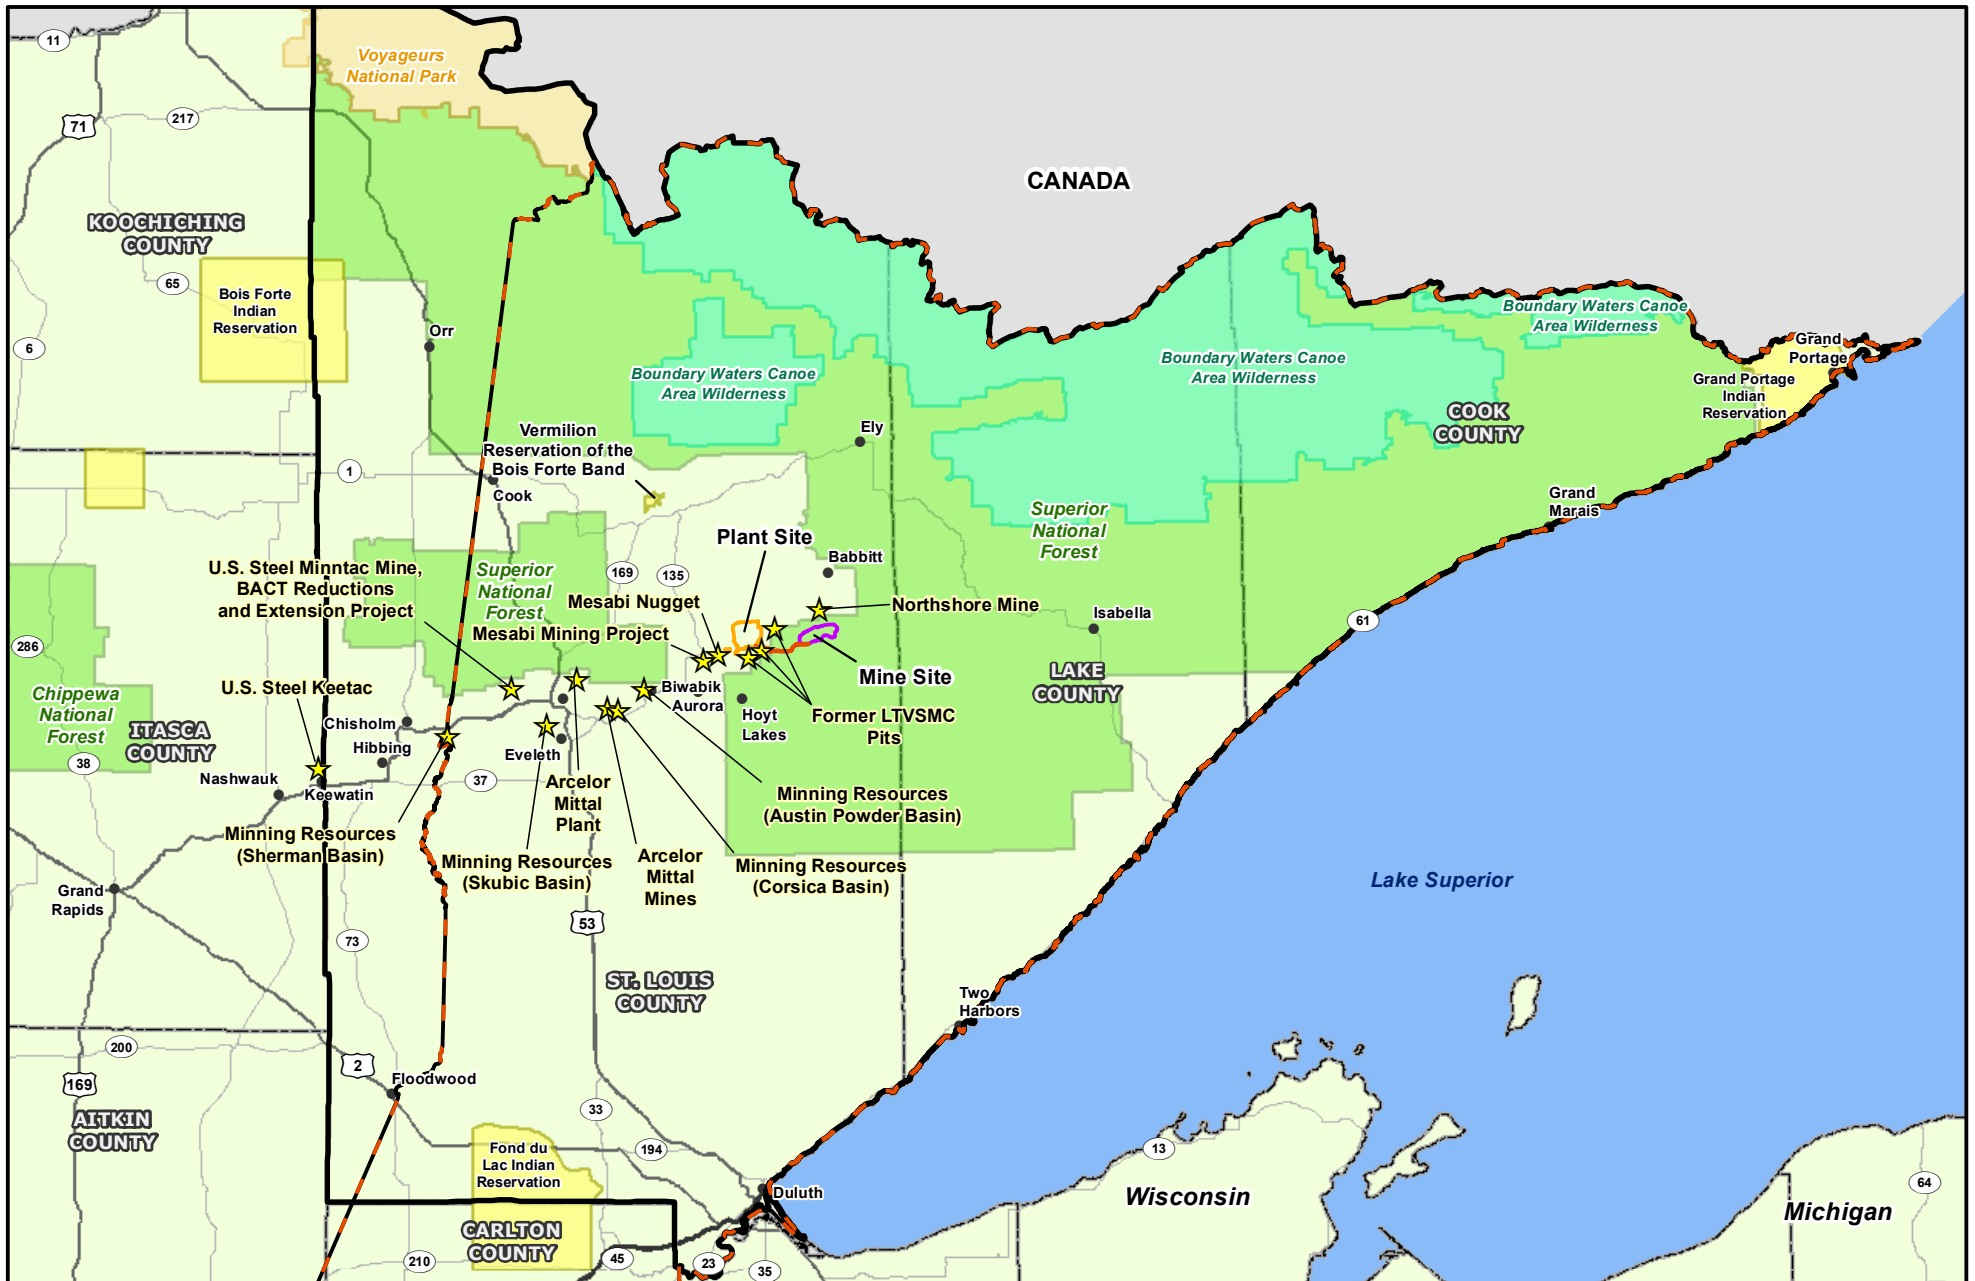 11
Voyageurs
National Park
71
217
CANADA
KOOCHICHING
COUNTY
65
Bois Forte
Indian
Reservation
6
Orr
Boundary Waters Canoe
Area Wilderness
Boundary Waters Canoe
Area Wilderness
Boundary Waters Canoe
Area Wilderness
Grand
Portage
Grand Portage
Indian
Reservation
COOK
COUNTY
Ely
Vermilion
Reservation of the
Bois Forte Band
1
Cook
Grand
Marais
Superior
National
Forest
Plant Site
Babbitt
U.S. Steel Minntac Mine,
BACT Reductions
and Extension Project
Superior
National
Forest
169
135
Mesabi Nugget
Northshore Mine
Isabella
61
Mesabi Mining Project
286
Mine Site
LAKE
COUNTY
Chippewa
National
Forest
U.S. Steel Keetac
Biwabik
Aurora
Hoyt
Lakes
Former LTVSMC
Pits
ITASCA
COUNTY
Chisholm
Hibbing
Eveleth
38
Nashwauk
Keewatin
37
Arcelor
Mittal
Plant
Minning Resources
(Austin Powder Basin)
Minning Resources
(Sherman Basin)
Minning Resources
(Skubic Basin)
Arcelor
Mittal
Mines
Minning Resources
(Corsica Basin)
Lake Superior
Grand
Rapids
53
73
ST. LOUIS
COUNTY
Two
Harbors
200
2
169
Floodwood
AITKIN
COUNTY
33
Fond du
Lac Indian
Reservation
194
13
Duluth
Wisconsin
64
Michigan
CARLTON
COUNTY
210
45
23
35